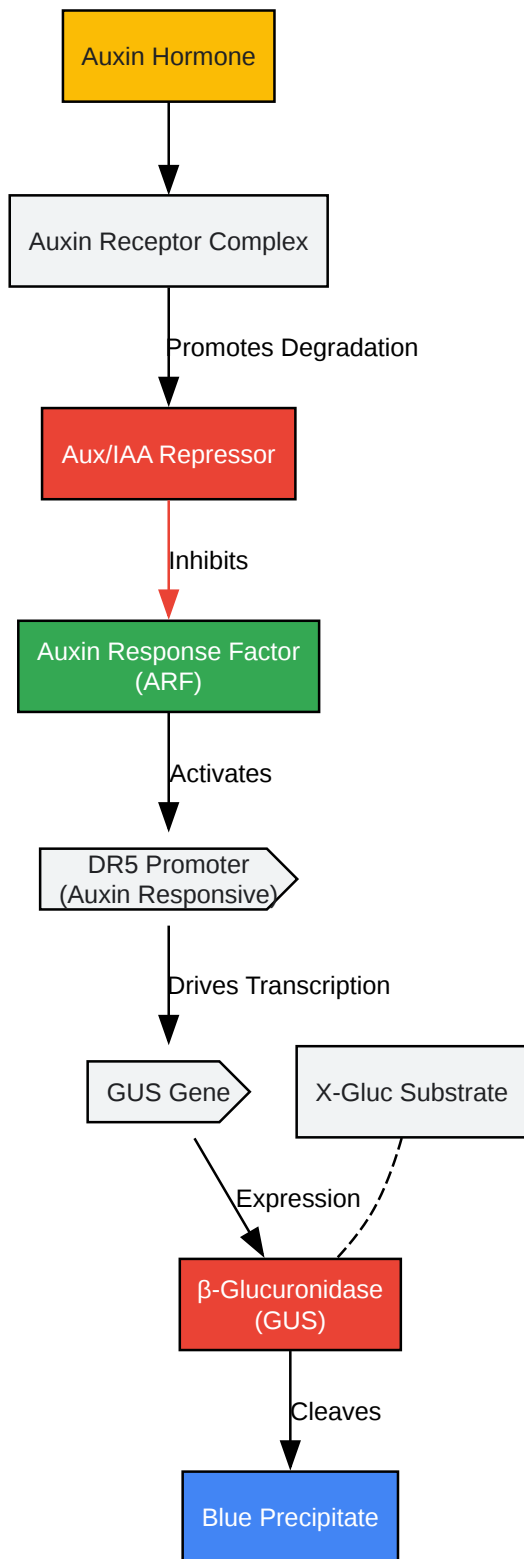 Auxin Hormone
Auxin Receptor Complex
Promotes Degradation
Aux/IAA Repressor
Inhibits
Auxin Response Factor
(ARF)
Activates
DR5 Promoter
(Auxin Responsive)
Drives Transcription
GUS Gene
X-Gluc Substrate
Expression
β-Glucuronidase
(GUS)
Cleaves
Blue Precipitate